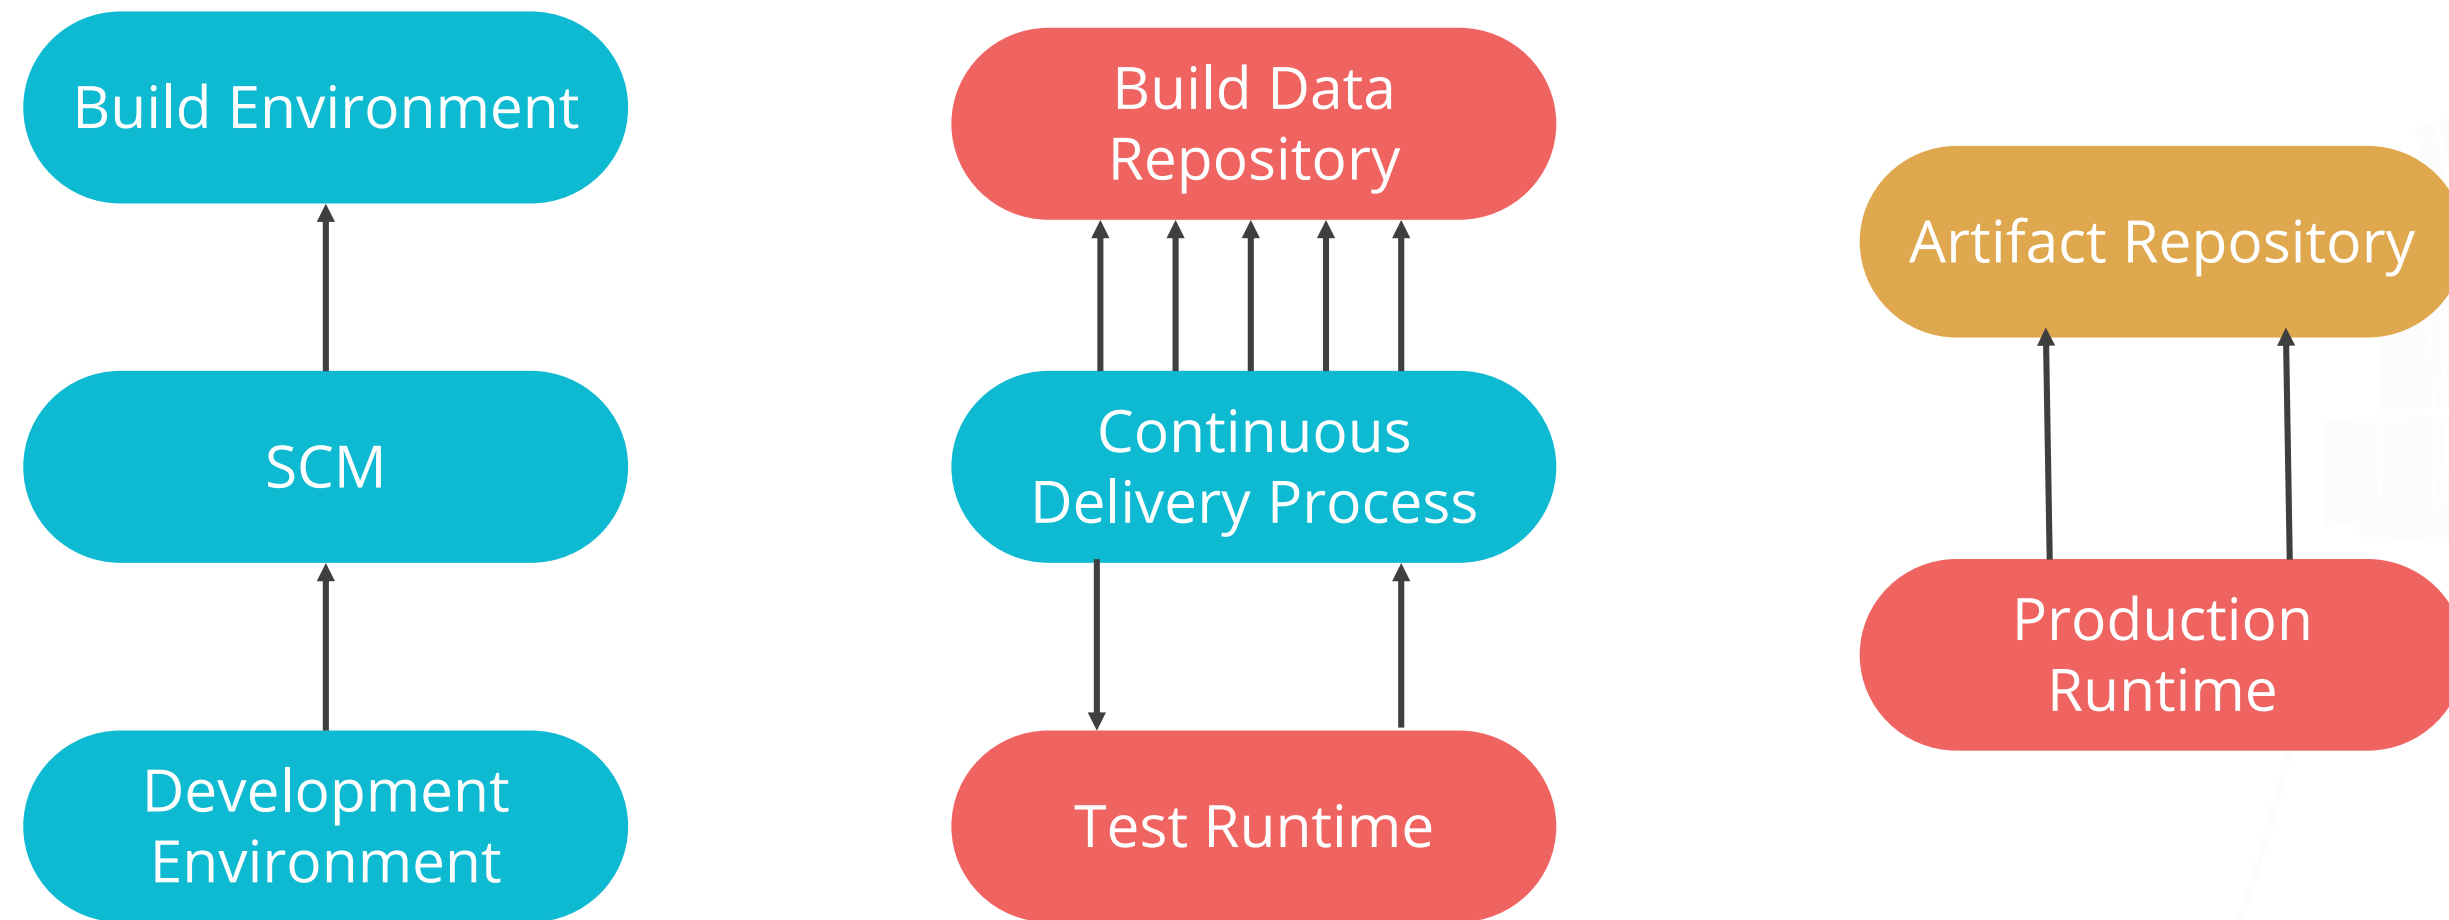 Build Environment
SCM
Development
Environment
Build Data
Repository
Continuous
Delivery Process
Test Runtime
Artifact Repository
Production
Runtime